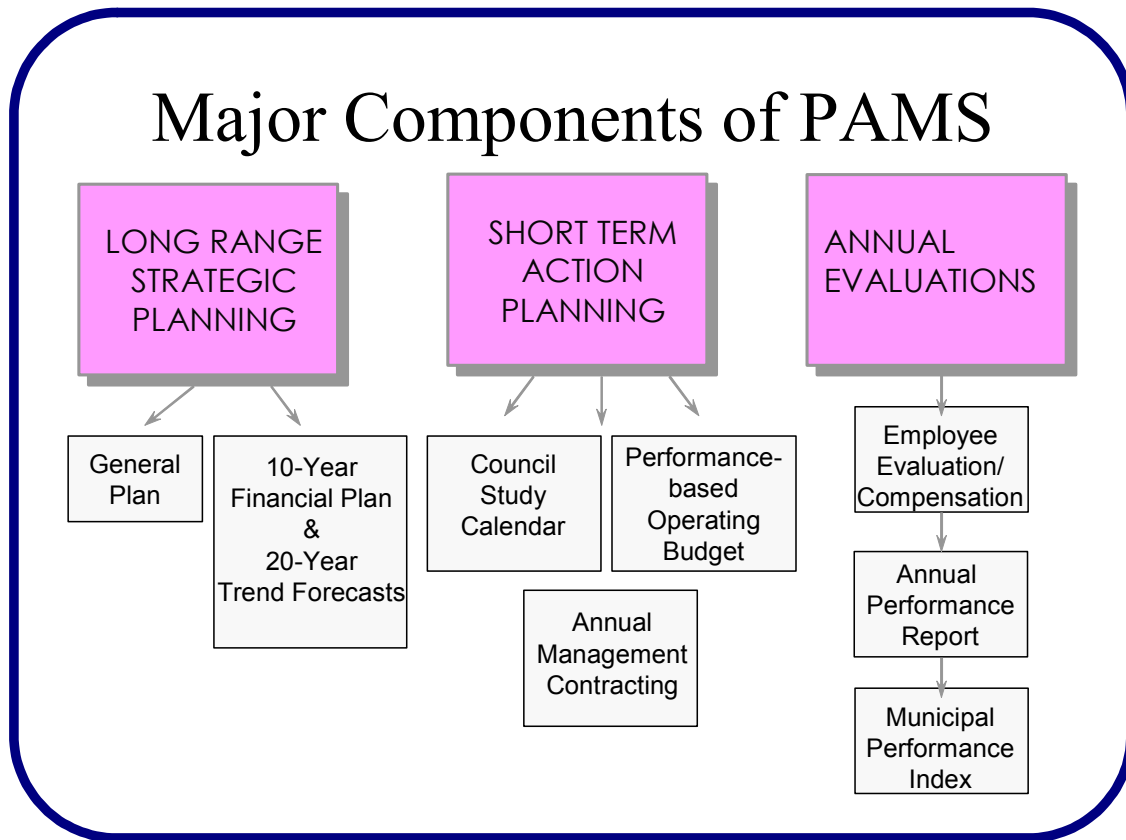 Major Components of PAMS
LONG RANGE
STRATEGIC
PLANNING
General
Plan
10-Year
Financial Plan
&
20-Year
Trend Forecasts
SHORT TERM
ACTION
PLANNING
Council
Study
Calendar
Performance-
based
Operating
Budget
Annual
Management
Contracting
ANNUAL
EVALUATIONS
Employee
Evaluation/
Compensation
Annual
Performance
Report
Municipal
Performance
Index